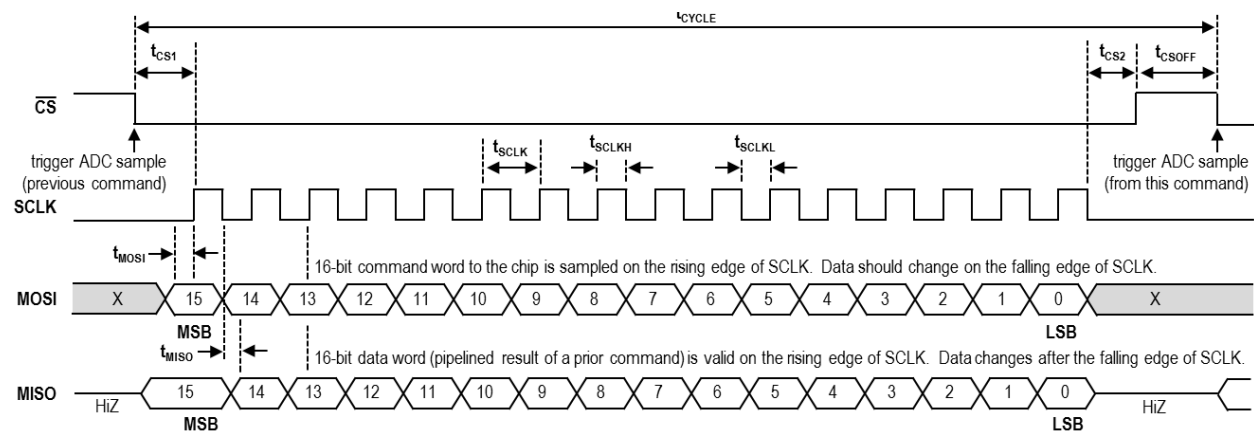 tCYCLE
tCS1
tCS2
tCSOFF
CS
tSCLK
tSCLKH
tSCLKL
trigger ADC sample
(previous command)
trigger ADC sample
(from this command)
SCLK
tMOSI
16-bit command word to the chip is sampled on the rising edge of SCLK. Data should change on the falling edge of SCLK.
MOSI
X 15 14 13 12 11 10 9 8 7 6 5 4 3 2 1 0 X
MSB
LSB
tMISO
16-bit data word (pipelined result of a prior command) is valid on the rising edge of SCLK. Data changes after the falling edge of SCLK.
MISO
15 14 13 12 11 10 9 8 7 6 5 4 3 2 1 0
HiZ
HiZ
MSB
LSB